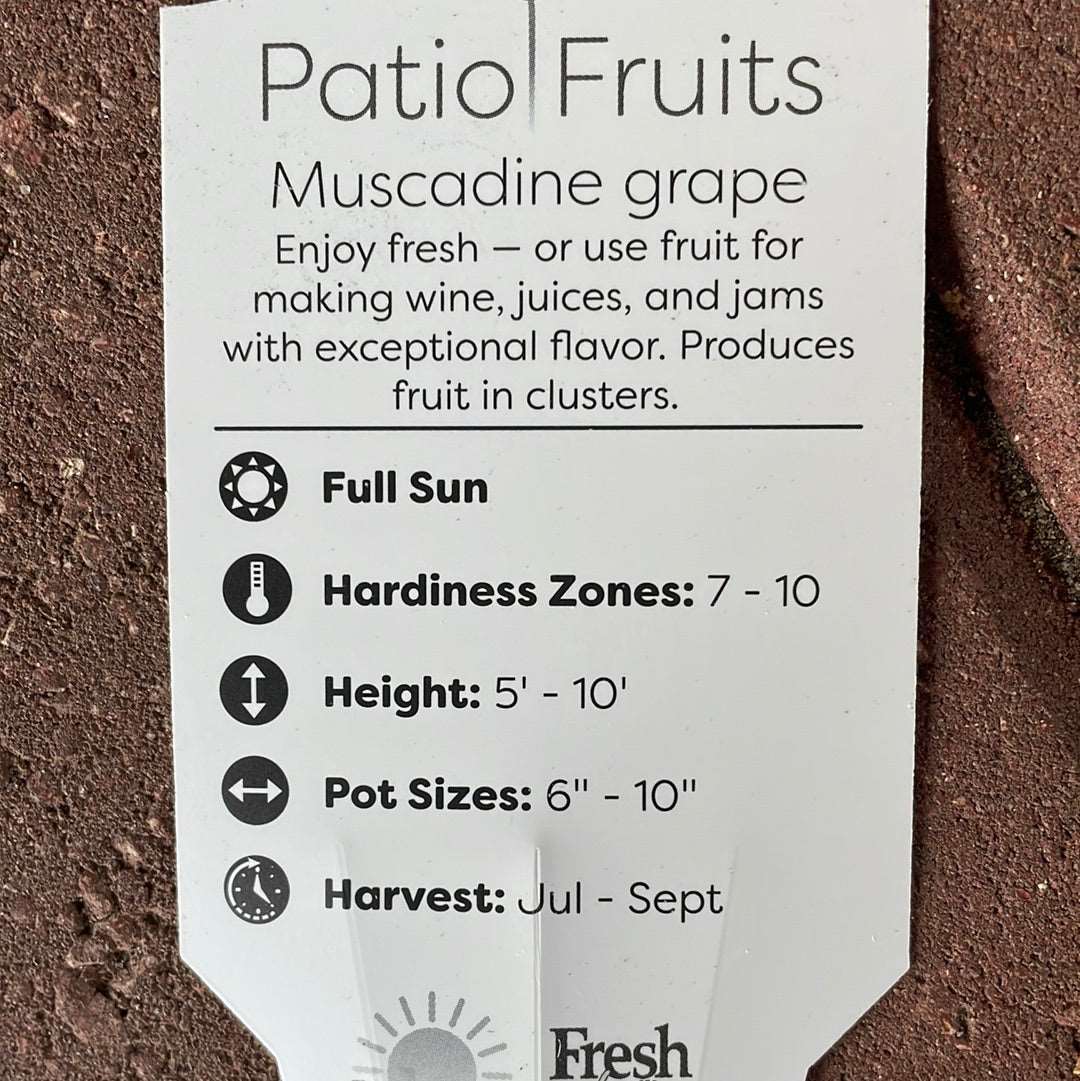 Patio Fruits
Muscadine grape
Enjoy fresh – or use fruit for
making wine, juices, and jams
with exceptional flavor. Produces
fruit in clusters.
Full Sun
Hardiness Zones: 7 - 10
Height: 5' - 10'
Pot Sizes: 6" - 10"
Harvest: Jul - Sept
Fresh